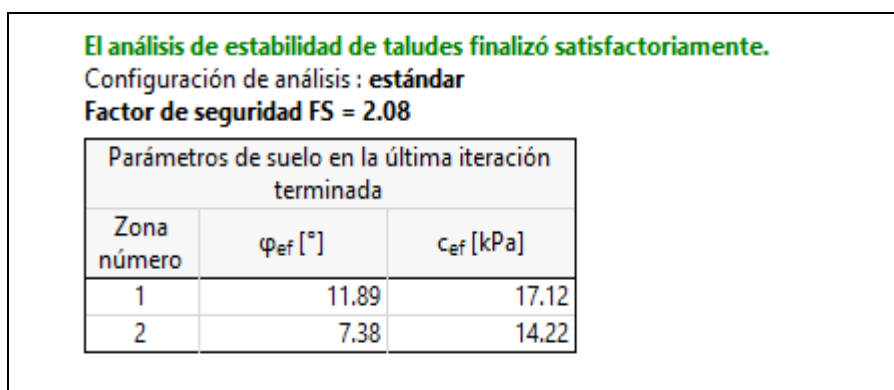 El análisis de estabilidad de taludes finalizó satisfactoriamente.
Configuración de análisis : estándar
Factor de seguridad FS = 2.08
Parámetros de suelo en la última iteración
terminada
Zona
número φef [°] cef [kPa]
1 11.89 17.12
2 7.38 14.22